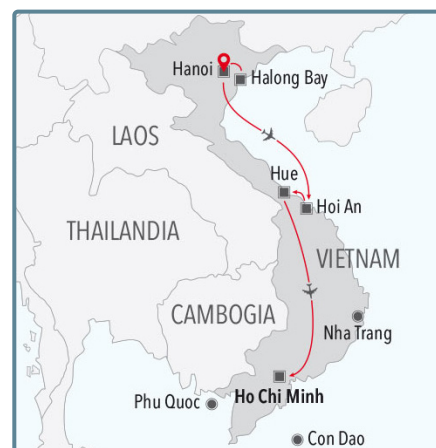 Hanoi
Halong Bay
LAOS
Hue
Hoi An
THAILANDIA
VIETNAM
CAMBOGIA
Nha Trang
Ho Chi Minh
Phu Quoc
Con Dao